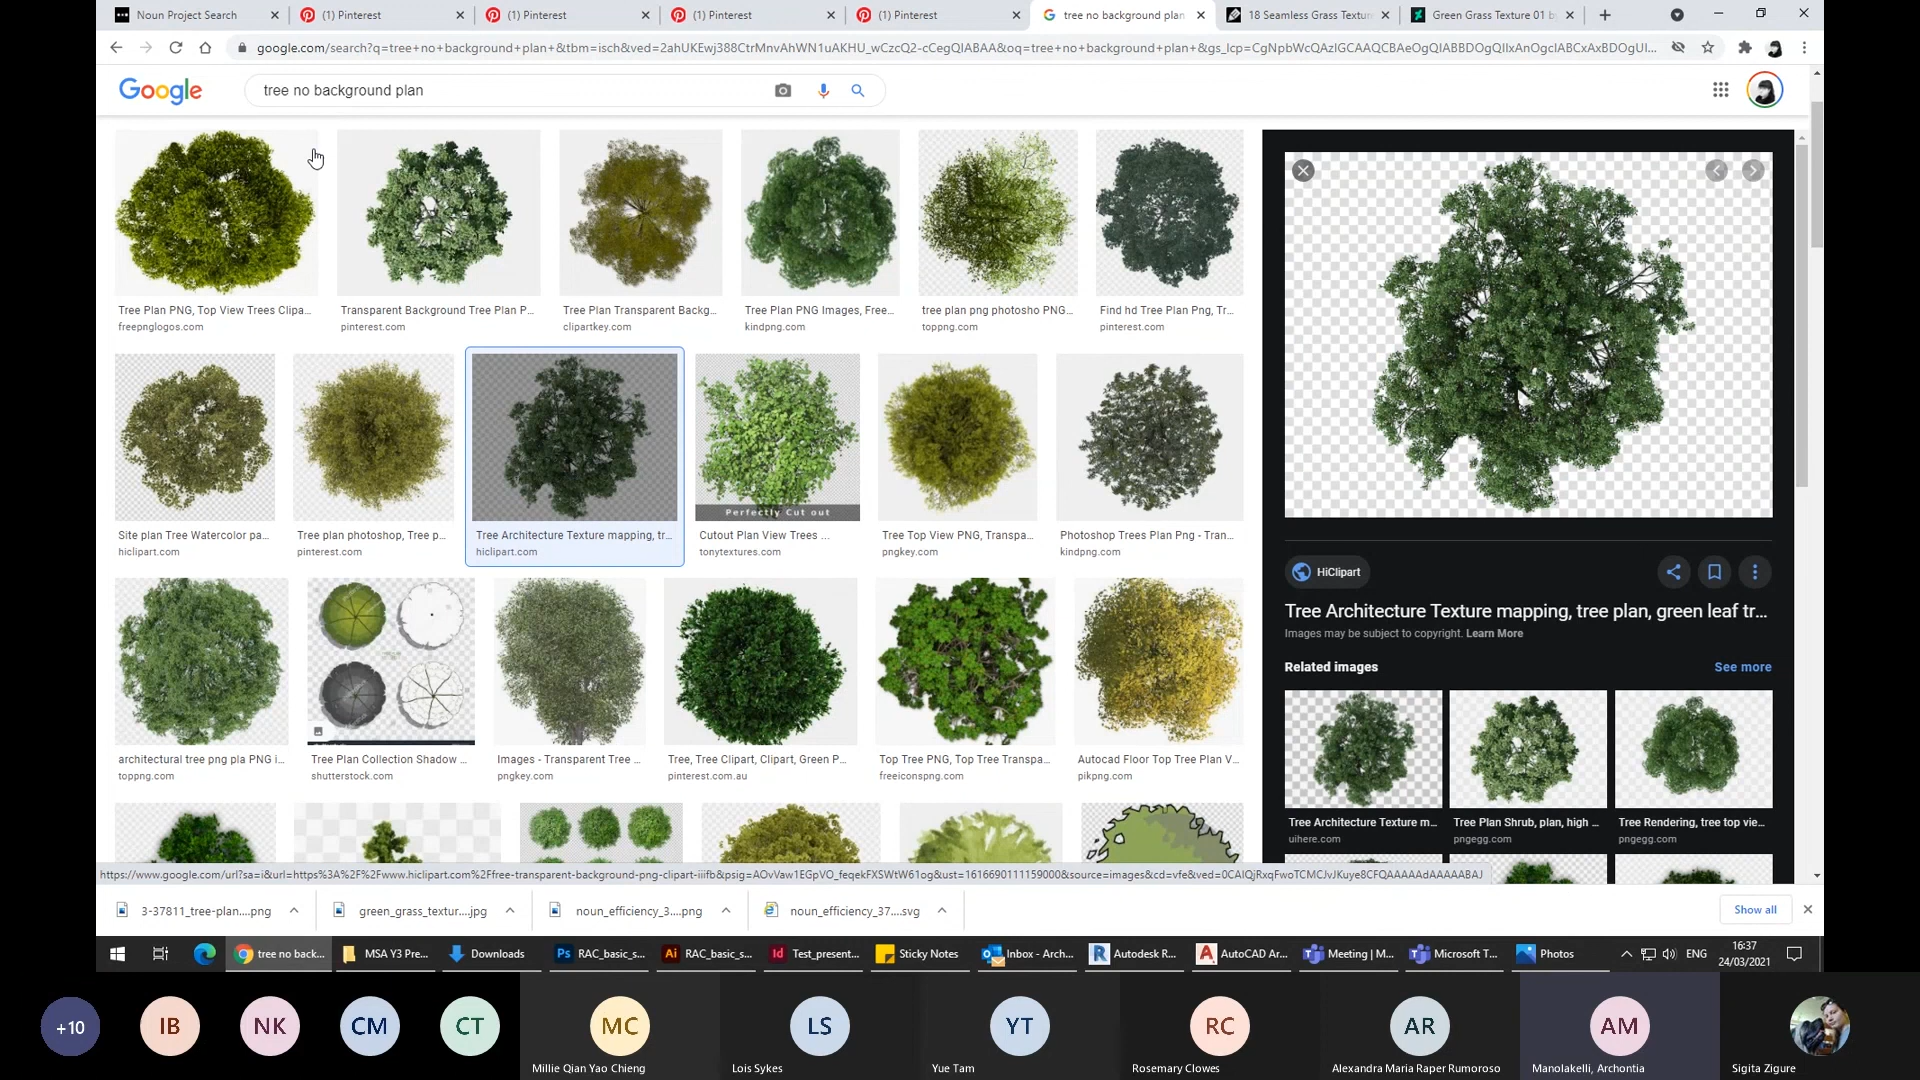 Noun Project Search
(1) Pinterest
(1) Pinterest
(1) Pinterest
(1) Pinterest
tree no background plan
18 Seamless Grass Textur
Green Grass Texture 01 b
Google
tree no background plan
Tree Plan PNG, Top View Trees Clipa...
freepnglogos.com
Transparent Background Tree Plan P...
pinterest.com
Tree Plan Transparent Backg...
clipartkey.com
Tree Plan PNG Images, Free...
kindpng.com
tree plan png photosho PNG...
toppng.com
Find hd Tree Plan Png, Tr...
pinterest.com
Site plan Tree Watercolor pa...
hiclipart.com
Tree plan photoshop, Tree p...
pinterest.com
Tree Architecture Texture mapping, tr...
hiclipart.com
Perfectly Cut out
Cutout Plan View Trees ...
tonytextures.com
Tree Top View PNG, Transpa...
pngkey.com
Photoshop Trees Plan Png - Tran...
kindpng.com
architectural tree png pla PNG i...
toppng.com
Tree Plan Collection Shadow ...
shutterstock.com
Images - Transparent Tree ...
pngkey.com
Tree, Tree Clipart, Clipart, Green P...
pinterest.com.au
Top Tree PNG, Top Tree Transpa...
freeiconspng.com
Autocad Floor Top Tree Plan V...
pikpng.com
HiClipart
Tree Architecture Texture mapping, tree plan, green leaf tr...
Images may be subject to copyright. Learn More
Related images
See more
Tree Architecture Texture m...
uihere.com
Tree Plan Shrub, plan, high ...
pngegg.com
Tree Rendering, tree top vie...
pngegg.com
3-37811_tree-plan....png
green_grass_textur....jpg
noun_efficiency_3....png
noun_efficiency_37....svg
Show all
tree no back...
MSA Y3 Pre...
Downloads
Ps RAC_basic_s...
Ai RAC_basic_s...
Id Test_present...
Sticky Notes
Inbox - Arch...
R Autodesk R...
A AutoCAD Ar...
Meeting | M...
Microsoft T...
Photos
ENG
16:37
24/03/2021
+10
IB
NK
CM
CT
MC
Millie Qian Yao Chieng
LS
Lois Sykes
YT
Yue Tam
RC
Rosemary Clowes
AR
Alexandra Maria Raper Rumoroso
AM
Manolakelli, Archontia
Sigita Zigure